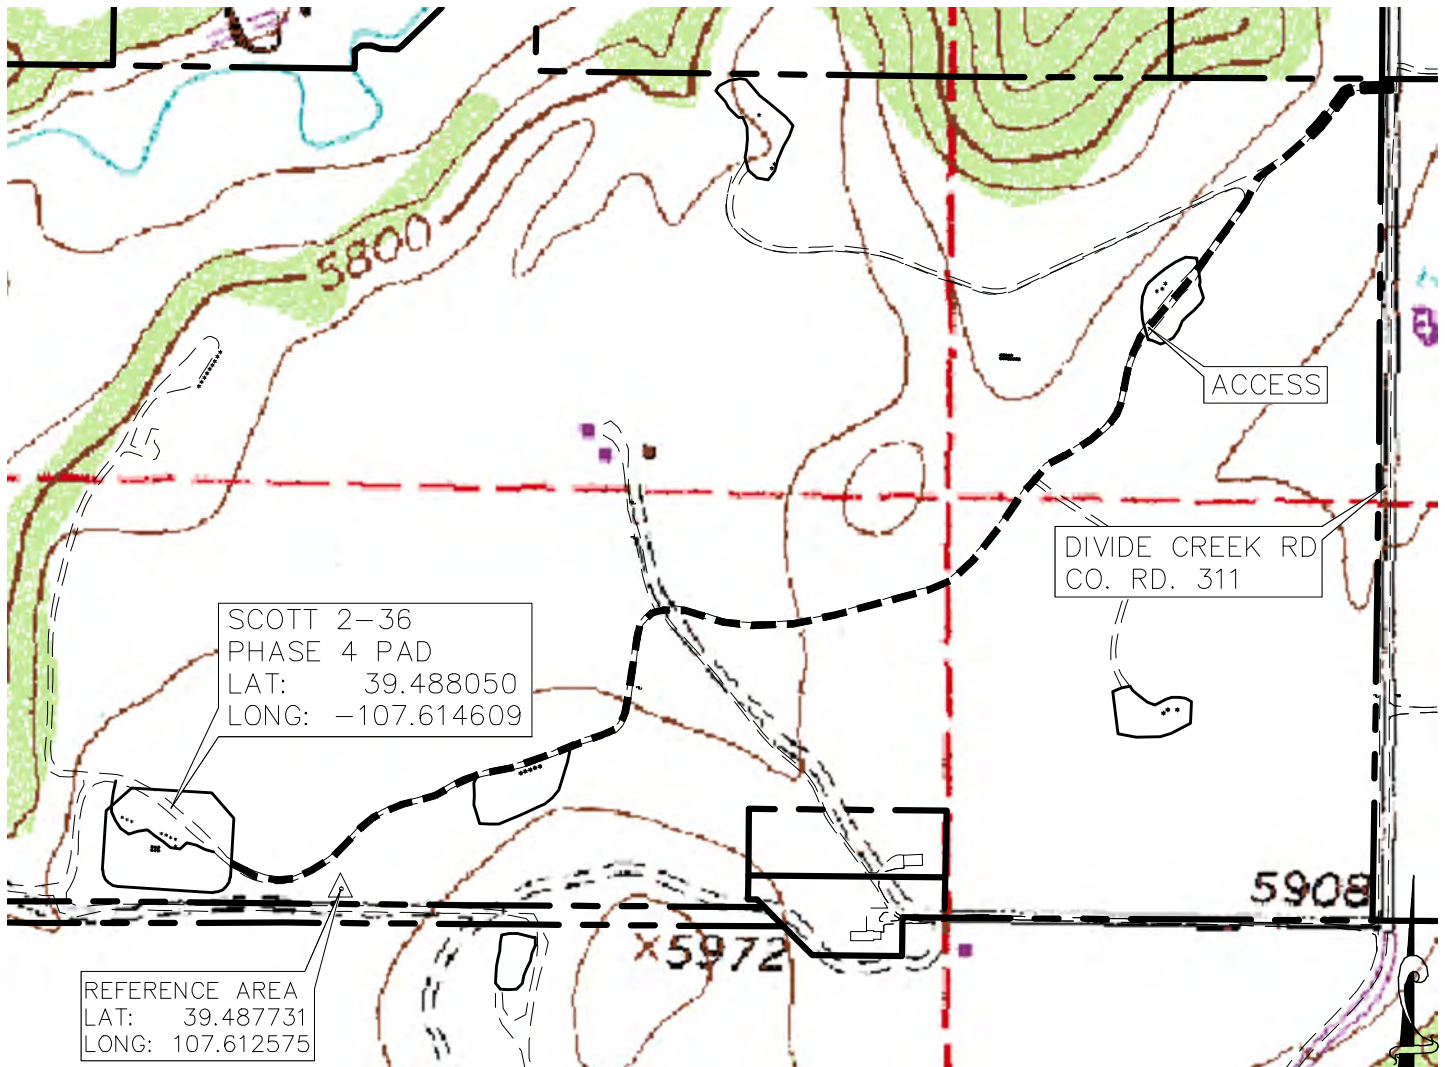 5800
ACCESS
DIVIDE CREEK RD
CO. RD. 311
SCOTT 2-36
PHASE 4 PAD
LAT: 39.488050
LONG: -107.614609
5908
5972
REFERENCE AREA
LAT: 39.487731
LONG: 107.612575